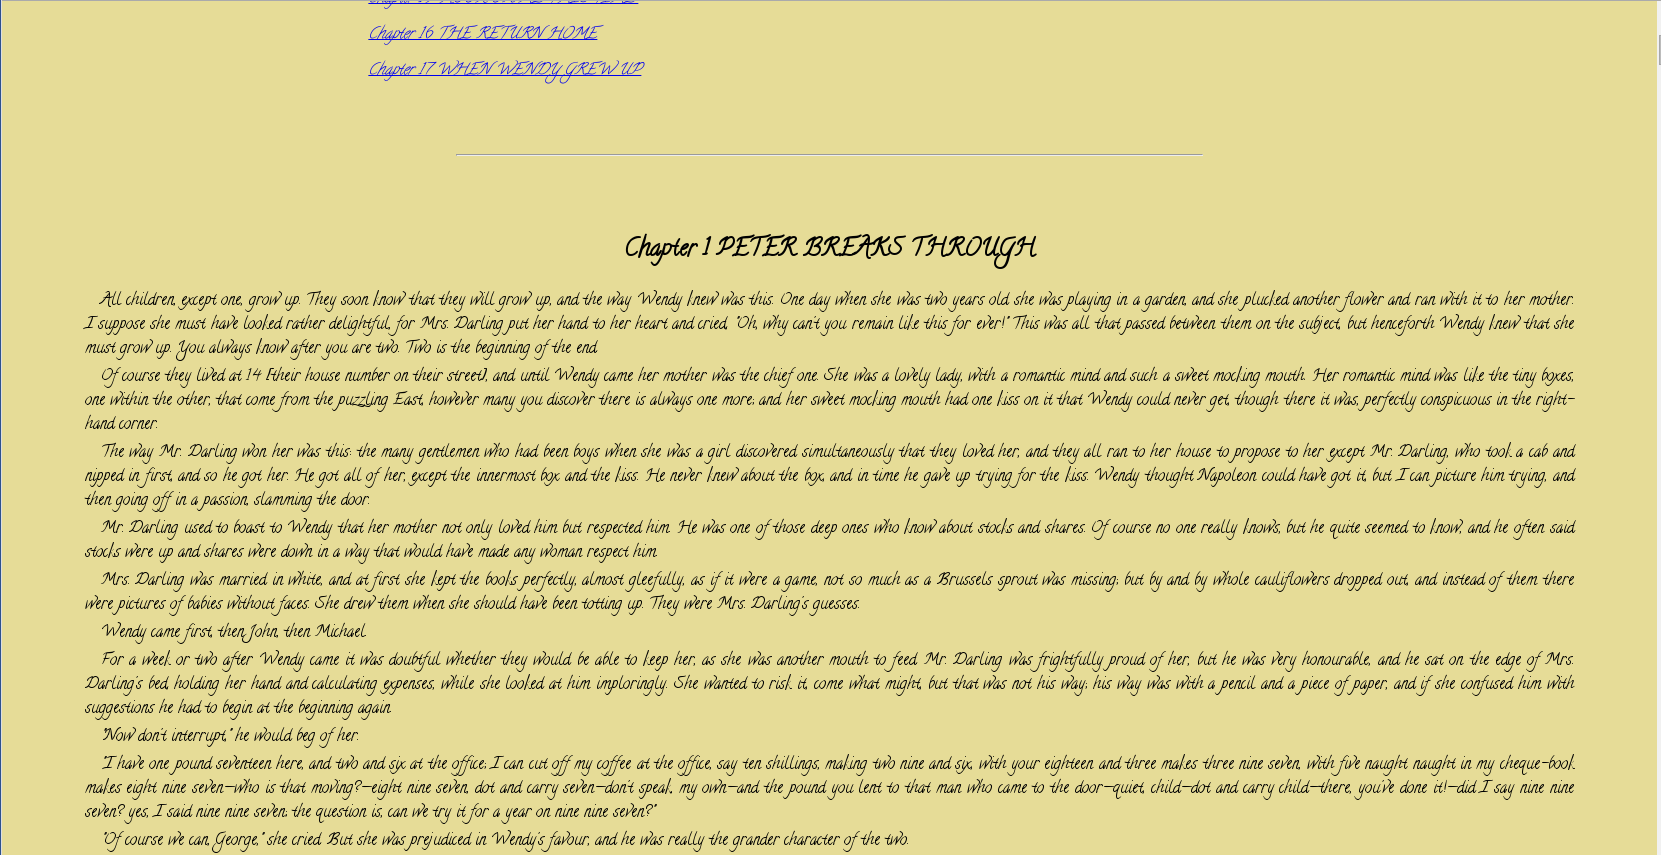 Chapter 16 THE RETURN HOME
Chapter 17 WHEN WENDY GREW UP
Chapter 1 PETER BREAKS THROUGH
All children, except one, grow up. They soon know that they will grow up, and the way Wendy knew was this. One day when she was two years old she was playing in a garden, and she plucked another flower and ran with it to her mother.
I suppose she must have looked rather delightful, for Mrs. Darling put her hand to her heart and cried, "Oh, why can't you remain like this for ever!" This was all that passed between them on the subject, but henceforth Wendy knew that she
must grow up. You always know after you are two. Two is the beginning of the end.
Of course they lived at 14 [their house number on their street], and until Wendy came her mother was the chief one. She was a lovely lady, with a romantic mind and such a sweet mocking mouth. Her romantic mind was like the tiny boxes,
one within the other, that come from the puzzling East, however many you discover there is always one more; and her sweet mocking mouth had one kiss on it that Wendy could never get, though there it was, perfectly conspicuous in the right-
hand corner.
The way Mr. Darling won her was this: the many gentlemen who had been boys when she was a girl discovered simultaneously that they loved her, and they all ran to her house to propose to her except Mr. Darling, who took a cab and
nipped in first, and so he got her. He got all of her, except the innermost box and the kiss. He never knew about the box, and in time he gave up trying for the kiss. Wendy thought Napoleon could have got it, but I can picture him trying, and
then going off in a passion, slamming the door.
Mr. Darling used to boast to Wendy that her mother not only loved him but respected him. He was one of those deep ones who know about stocks and shares. Of course no one really knows, but he quite seemed to know, and he often said
stocks were up and shares were down in a way that would have made any woman respect him.
Mrs. Darling was married in white, and at first she kept the books perfectly, almost gleefully, as if it were a game, not so much as a Brussels sprout was missing; but by and by whole cauliflowers dropped out, and instead of them there
were pictures of babies without faces. She drew them when she should have been totting up. They were Mrs. Darling's guesses.
Wendy came first, then John, then Michael.
For a week or two after Wendy came it was doubtful whether they would be able to keep her, as she was another mouth to feed. Mr. Darling was frightfully proud of her, but he was very honourable, and he sat on the edge of Mrs.
Darling's bed, holding her hand and calculating expenses, while she looked at him imploringly. She wanted to risk it, come what might, but that was not his way; his way was with a pencil and a piece of paper, and if she confused him with
suggestions he had to begin at the beginning again.
"Now don't interrupt," he would beg of her.
"I have one pound seventeen here, and two and six at the office; I can cut off my coffee at the office, say ten shillings, making two nine and six, with your eighteen and three makes three nine seven, with five naught naught in my cheque-book
makes eight nine seven—who is that moving?—eight nine seven, dot and carry seven—don't speak, my own—and the pound you lent to that man who came to the door—quiet, child—dot and carry child—there, you've done it!—did I say nine nine
seven? yes, I said nine nine seven; the question is, can we try it for a year on nine nine seven?"
"Of course we can, George," she cried. But she was prejudiced in Wendy's favour, and he was really the grander character of the two.